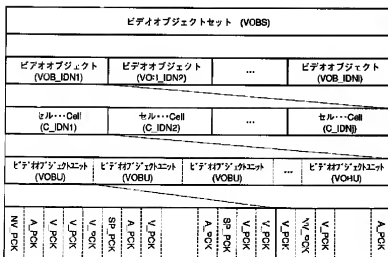 ビデオオブジェクトセット (VOBS)
ビデオオブジェクト ビデオオブジェクト … ビデオオブジェクト
(VOB_IDN1) (VOB_IDN2) (VOB_IDNi)
セル…Cell セル…Cell … セル…Cell
(C_IDN1) (C_IDN2) (C_IDNj)
ビデオオブジェクトユニット ビデオオブジェクトユニット ビデオオブジェクトユニット … ビデオオブジェクトユニット
(VOBU) (VOBU) (VOBU) (VOBU)
NV_PCK
A_PCK
V_PCK
V_PCK
SP_PCK
A_PCK
V_PCK
A_PCK
SP_PCK
V_PCK
V_PCK
A_PCK